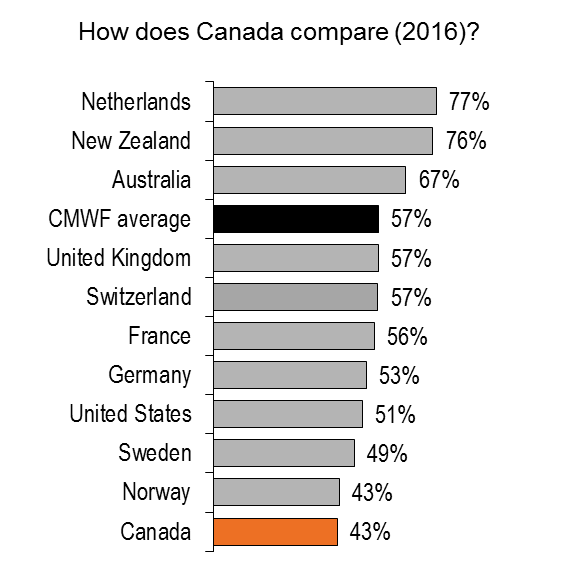 How does Canada compare (2016)?
Netherlands 77%
New Zealand 76%
Australia 67%
CMWF average 57%
United Kingdom 57%
Switzerland 57%
France 56%
Germany 53%
United States 51%
Sweden 49%
Norway 43%
Canada 43%